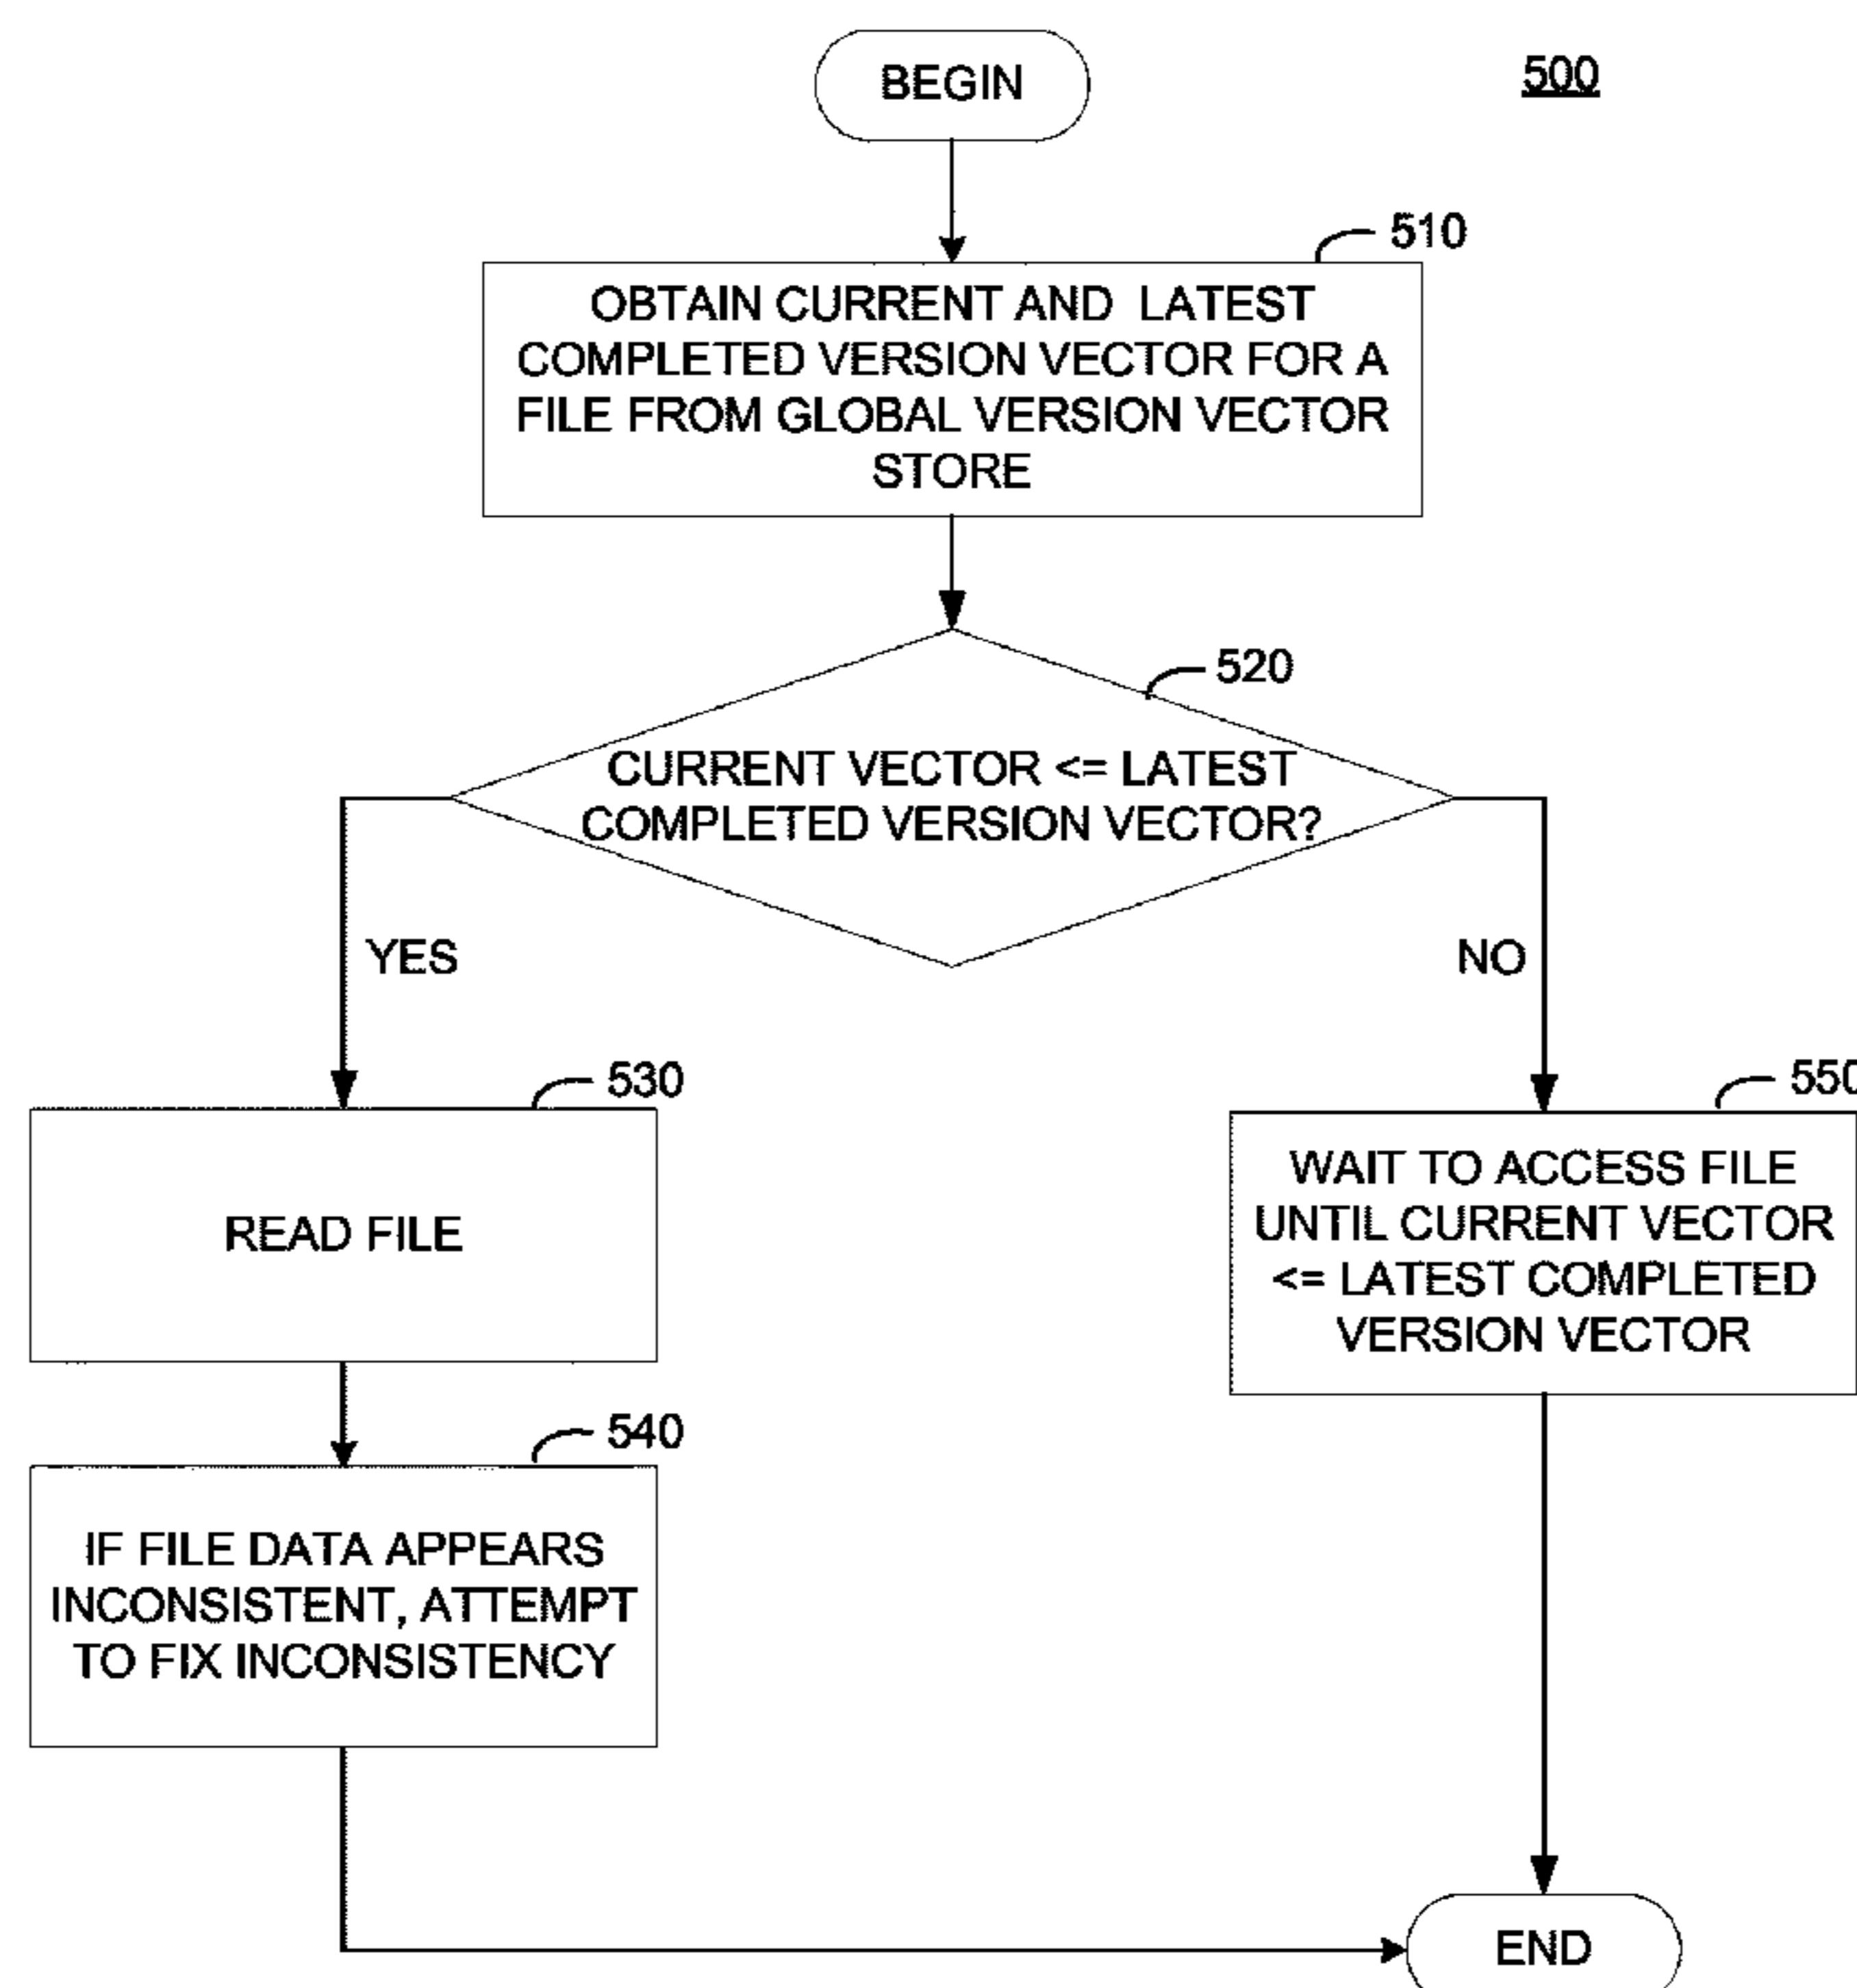 BEGIN
500
510
OBTAIN CURRENT AND LATEST
COMPLETED VERSION VECTOR FOR A
FILE FROM GLOBAL VERSION VECTOR
STORE
520
CURRENT VECTOR <= LATEST
COMPLETED VERSION VECTOR?
YES
NO
530
READ FILE
550
WAIT TO ACCESS FILE
UNTIL CURRENT VECTOR
<= LATEST COMPLETED
VERSION VECTOR
540
IF FILE DATA APPEARS
INCONSISTENT, ATTEMPT
TO FIX INCONSISTENCY
END